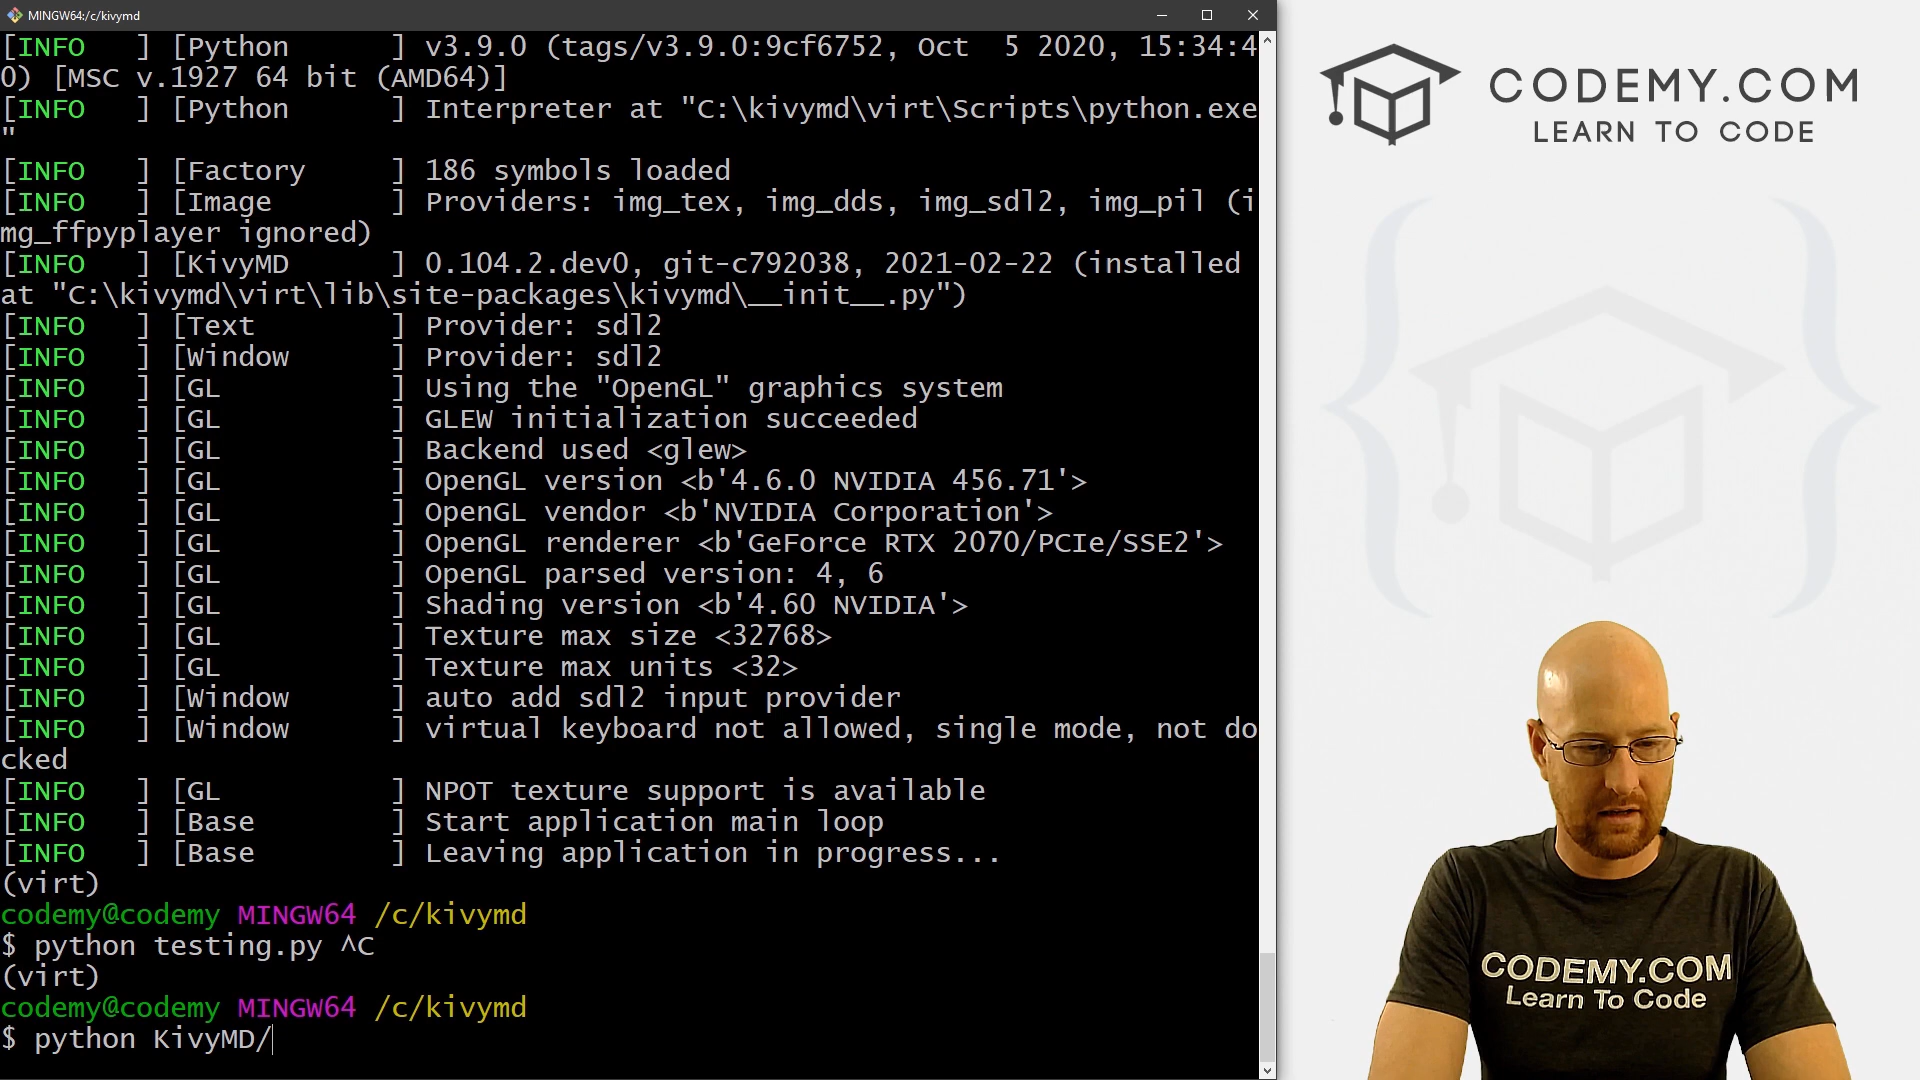 MINGW64:/c/kivymd
[INFO   ] [Python      ] v3.9.0 (tags/v3.9.0:9cf6752, Oct  5 2020, 15:34:4
0) [MSC v.1927 64 bit (AMD64)]
[INFO   ] [Python      ] Interpreter at "C:\kivymd\virt\Scripts\python.exe
"
[INFO   ] [Factory     ] 186 symbols loaded
[INFO   ] [Image       ] Providers: img_tex, img_dds, img_sdl2, img_pil (i
mg_ffpyplayer ignored)
[INFO   ] [KivyMD      ] 0.104.2.dev0, git-c792038, 2021-02-22 (installed
at "C:\kivymd\virt\lib\site-packages\kivymd\__init__.py")
[INFO   ] [Text        ] Provider: sdl2
[INFO   ] [Window      ] Provider: sdl2
[INFO   ] [GL          ] Using the "OpenGL" graphics system
[INFO   ] [GL          ] GLEW initialization succeeded
[INFO   ] [GL          ] Backend used <glew>
[INFO   ] [GL          ] OpenGL version <b'4.6.0 NVIDIA 456.71'>
[INFO   ] [GL          ] OpenGL vendor <b'NVIDIA Corporation'>
[INFO   ] [GL          ] OpenGL renderer <b'GeForce RTX 2070/PCIe/SSE2'>
[INFO   ] [GL          ] OpenGL parsed version: 4, 6
[INFO   ] [GL          ] Shading version <b'4.60 NVIDIA'>
[INFO   ] [GL          ] Texture max size <32768>
[INFO   ] [GL          ] Texture max units <32>
[INFO   ] [Window      ] auto add sdl2 input provider
[INFO   ] [Window      ] virtual keyboard not allowed, single mode, not do
cked
[INFO   ] [GL          ] NPOT texture support is available
[INFO   ] [Base        ] Start application main loop
[INFO   ] [Base        ] Leaving application in progress...
(virt)
codemy@codemy MINGW64 /c/kivymd
$ python testing.py ^C
(virt)
codemy@codemy MINGW64 /c/kivymd
$ python KivyMD/
CODEMY.COM
LEARN TO CODE
CODEMY.COM
Learn To Code